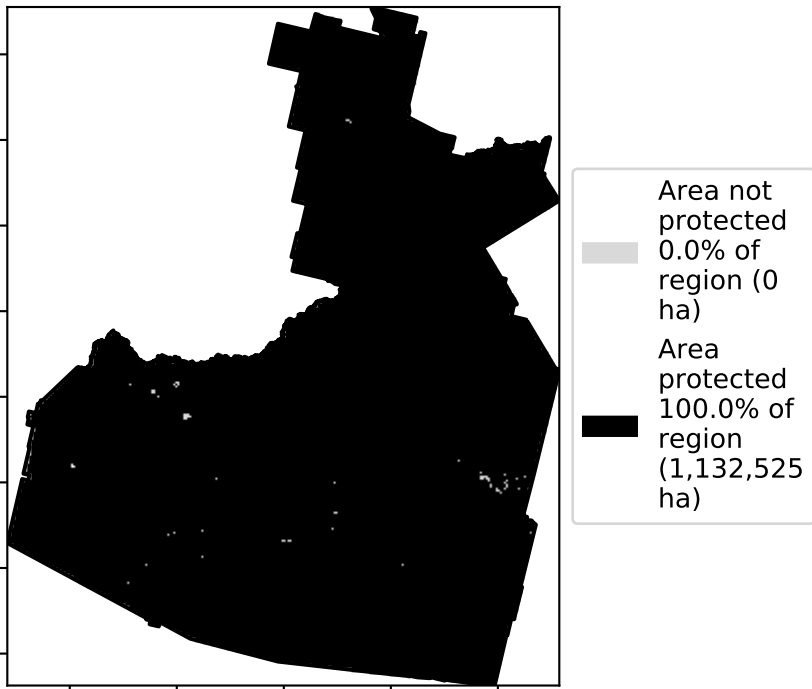 Area not
protected
0.0% of
region (0
ha)
Area
protected
100.0% of
region
(1,132,525
ha)